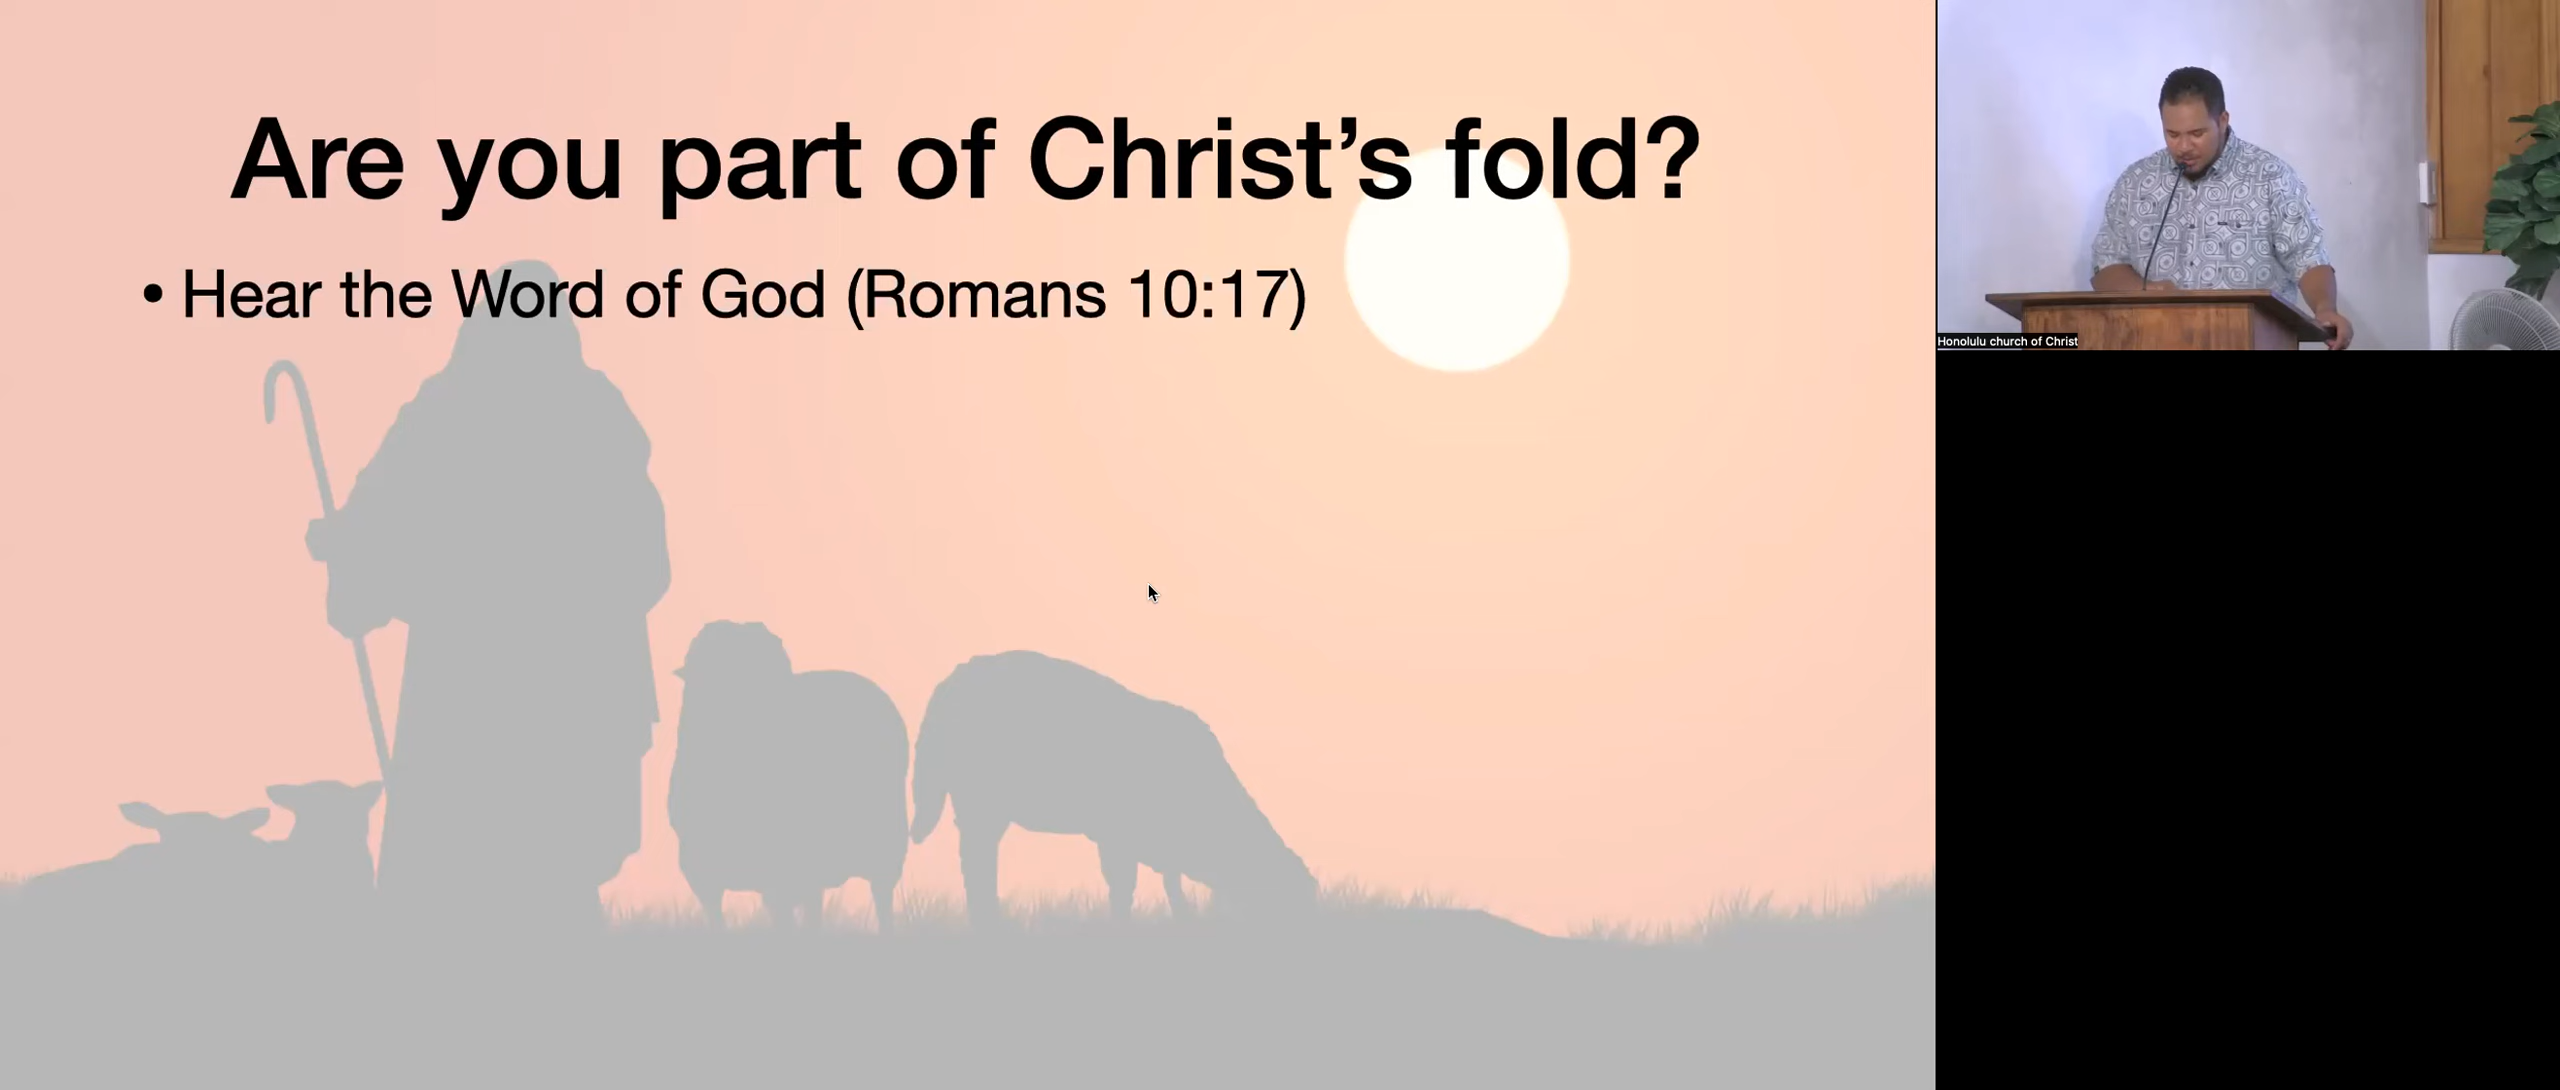 Are you part of Christ’s fold?
• Hear the Word of God (Romans 10:17)
Honolulu church of Christ